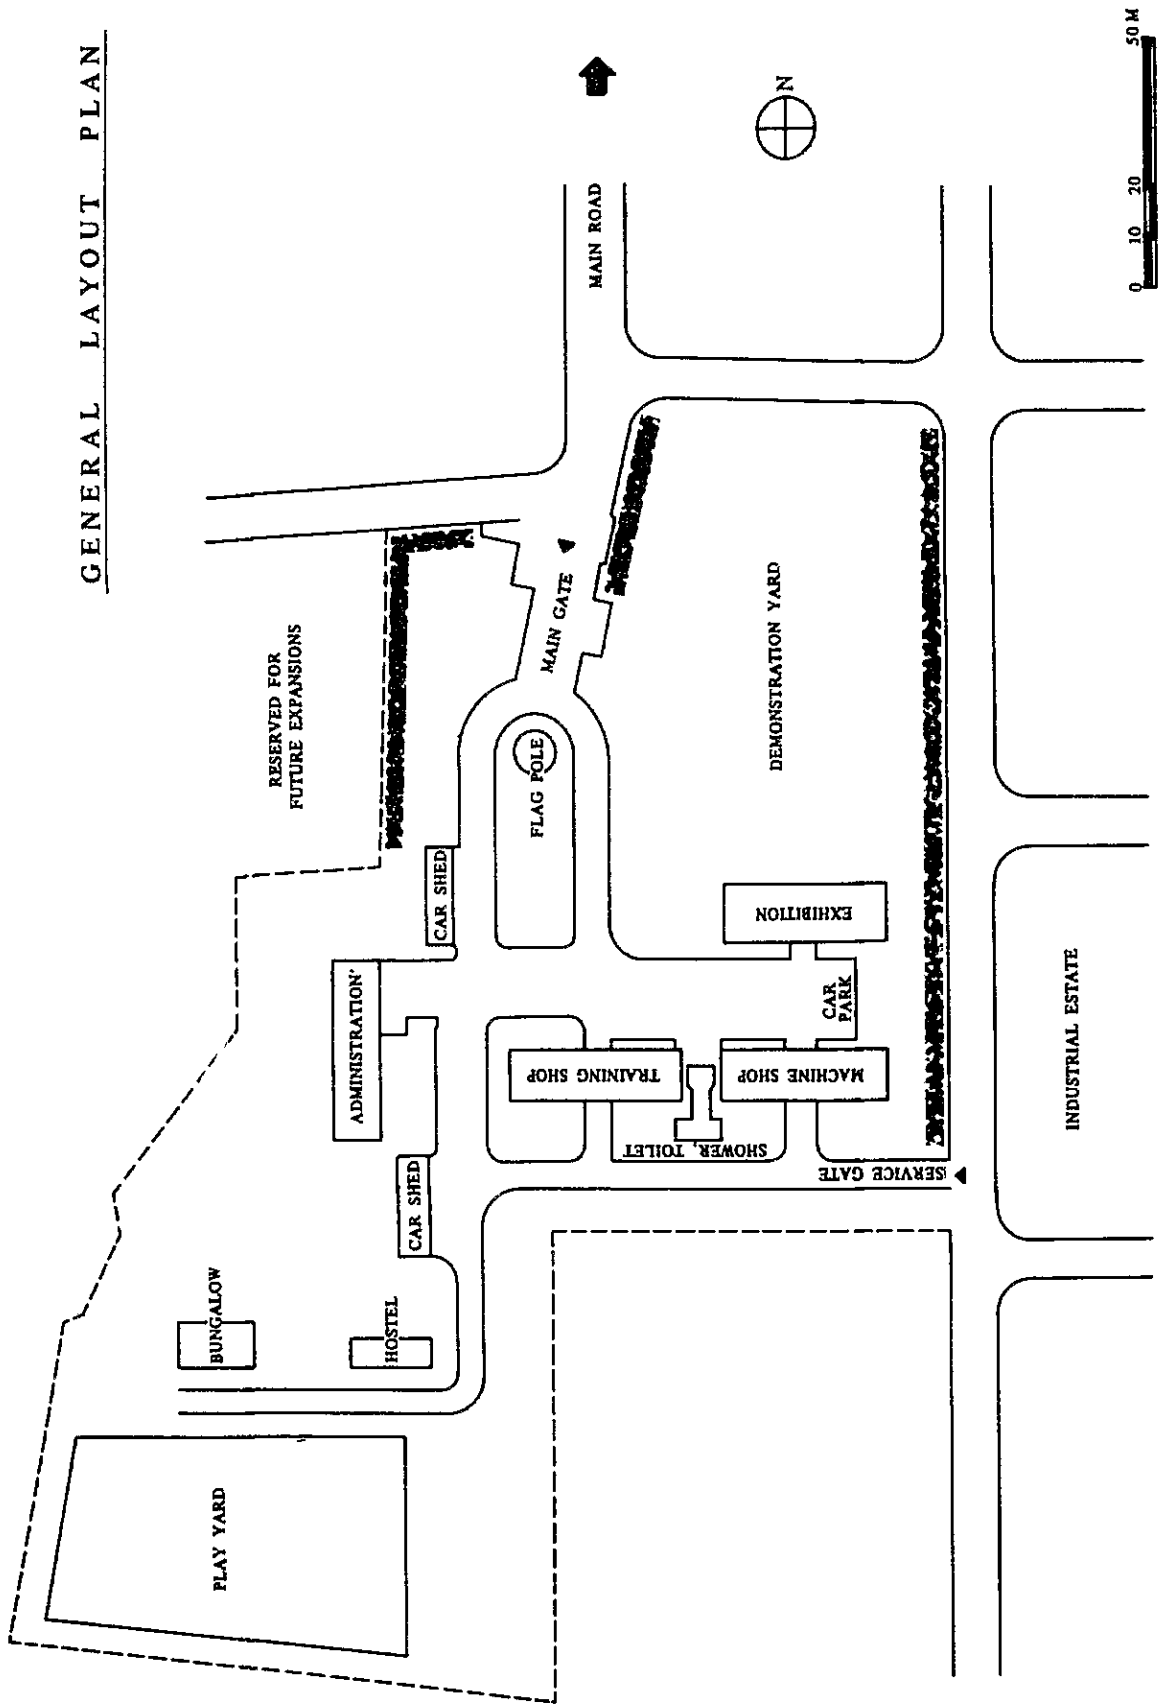 GENERAL LAYOUT PLAN
RESERVED FOR
FUTURE EXPANSIONS
MAIN ROAD
N
MAIN GATE
FLAG POLE
DEMONSTRATION YARD
CAR SHED
ADMINISTRATION'
EXHIBITION
CAR
PARK
TRAINING SHOP
MACHINE SHOP
SHOWER, TOILET
SERVICE GATE
CAR SHED
BUNGALOW
HOSTEL
PLAY YARD
INDUSTRIAL ESTATE
0 10 20 50 M